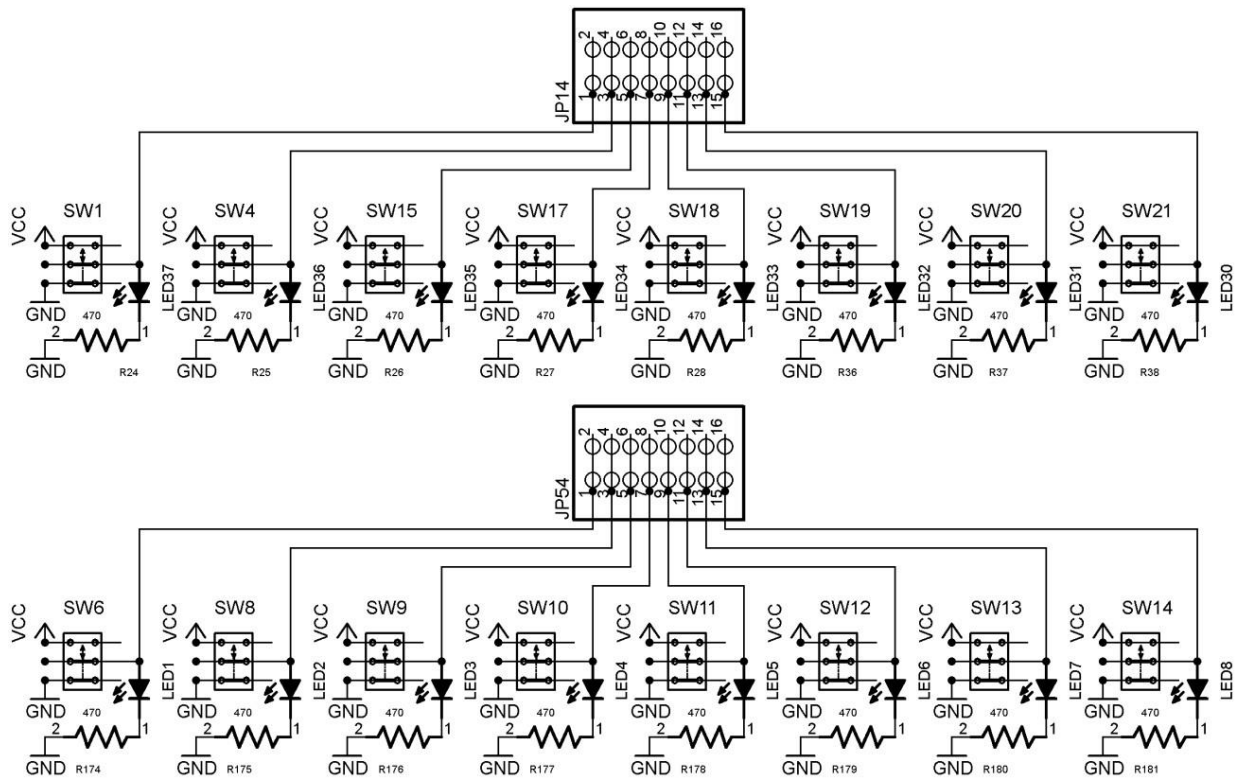 2 4 6 8 10 12 14 16
JP14
1 3 5 7 9 11 13 15
SW1 SW4 SW15 SW17 SW18 SW19 SW20 SW21
VCC VCC VCC VCC VCC VCC VCC VCC
LED37 LED36 LED35 LED34 LED33 LED32 LED31 LED30
GND GND GND GND GND GND GND GND
470 470 470 470 470 470 470 470
2 1 2 1 2 1 2 1 2 1 2 1 2 1 2 1
GND R24 GND R25 GND R26 GND R27 GND R28 GND R36 GND R37 GND R38
2 4 6 8 10 12 14 16
JP54
1 3 5 7 9 11 13 15
SW6 SW8 SW9 SW10 SW11 SW12 SW13 SW14
VCC VCC VCC VCC VCC VCC VCC VCC
LED1 LED2 LED3 LED4 LED5 LED6 LED7 LED8
GND GND GND GND GND GND GND GND
470 470 470 470 470 470 470 470
2 1 2 1 2 1 2 1 2 1 2 1 2 1 2 1
GND R174 GND R175 GND R176 GND R177 GND R178 GND R179 GND R180 GND R181